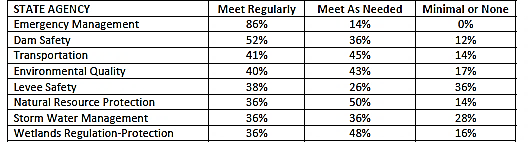 STATE AGENCY Meet Regularly Meet As Needed Minimal or None
Emergency Management 86% 14% 0%
Dam Safety 52% 36% 12%
Transportation 41% 45% 14%
Environmental Quality 40% 43% 17%
Levee Safety 38% 26% 36%
Natural Resource Protection 36% 50% 14%
Storm Water Management 36% 36% 28%
Wetlands Regulation-Protection 36% 48% 16%